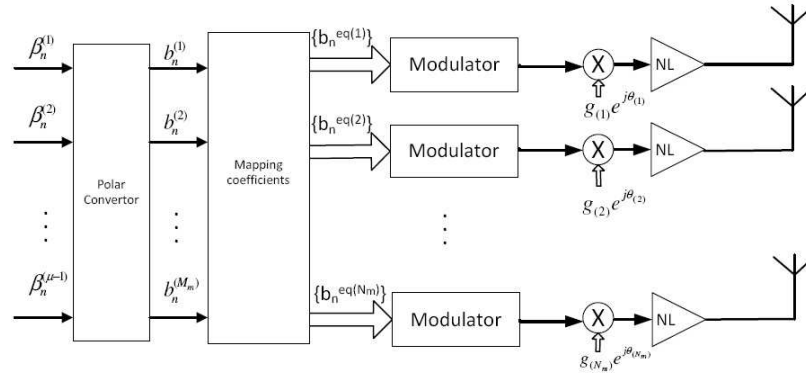 β_n^(1) b_n^(1) {b_n^eq(1)} Modulator X NL
g_(1) e^jθ_(1)
β_n^(2) b_n^(2) {b_n^eq(2)} Modulator X NL
g_(2) e^jθ_(2)
Polar
Convertor
Mapping
coefficients
β_n^(μ-1) b_n^(M_m) {b_n^eq(N_m)} Modulator X NL
g_(N_m) e^jθ_(N_m)